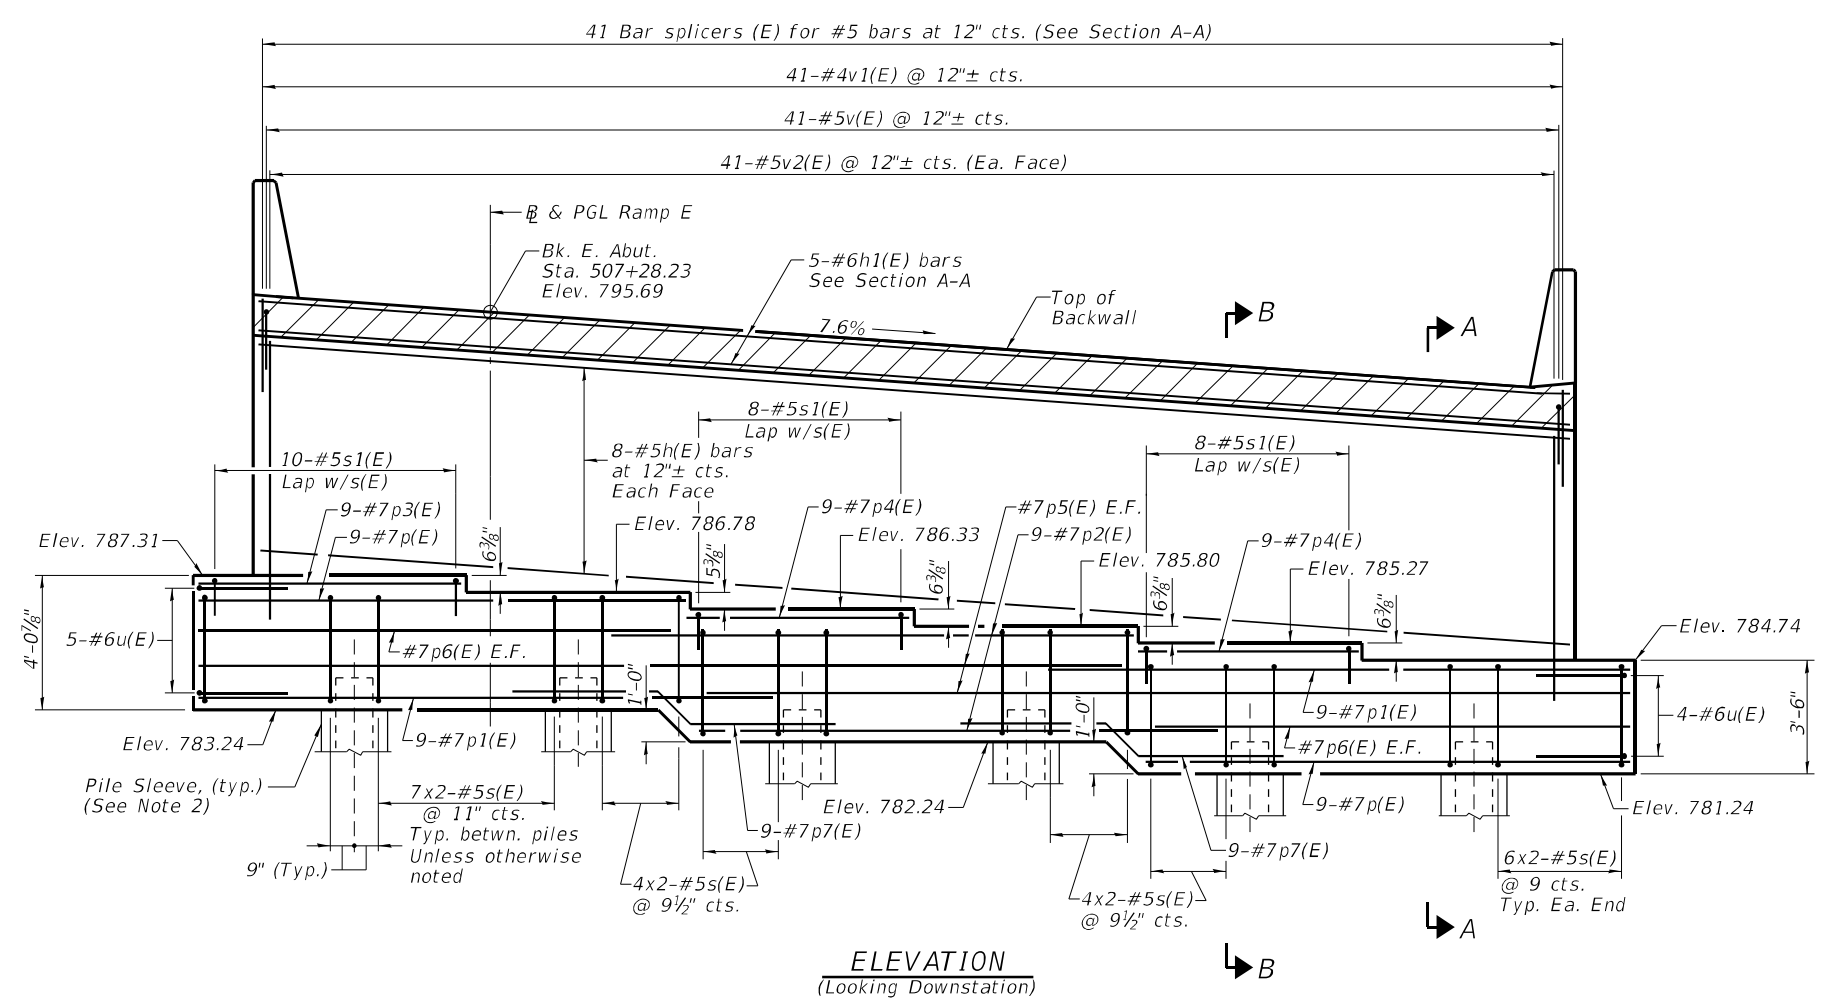 41 Bar splicers (E) for #5 bars at 12" cts. (See Section A-A)
41-#4v1(E) @ 12"± cts.
41-#5v(E) @ 12"± cts.
41-#5v2(E) @ 12"± cts. (Ea. Face)
℄ & PGL Ramp E
Bk. E. Abut.
Sta. 507+28.23
Elev. 795.69
5-#6h1(E) bars
See Section A-A
Top of
Backwall
7.6%
B
A
8-#5s1(E)
Lap w/s(E)
8-#5h(E) bars
at 12"± cts.
Each Face
8-#5s1(E)
Lap w/s(E)
10-#5s1(E)
Lap w/s(E)
9-#7p3(E)
9-#7p(E)
Elev. 787.31
6⅜"
Elev. 786.78
5⅜"
9-#7p4(E)
Elev. 786.33
6⅜"
#7p5(E) E.F.
9-#7p2(E)
Elev. 785.80
6⅜"
9-#7p4(E)
Elev. 785.27
6⅜"
Elev. 784.74
4'-0⅞"
5-#6u(E)
#7p6(E) E.F.
1'-0"
1'-0"
9-#7p1(E)
#7p6(E) E.F.
4-#6u(E)
3'-6"
Elev. 783.24
9-#7p1(E)
Pile Sleeve, (typ.)
(See Note 2)
7x2-#5s(E)
@ 11" cts.
Typ. betwn. piles
Unless otherwise
noted
9" (Typ.)
Elev. 782.24
9-#7p7(E)
4x2-#5s(E)
@ 9½" cts.
9-#7p(E)
Elev. 781.24
9-#7p7(E)
4x2-#5s(E)
@ 9½" cts.
6x2-#5s(E)
@ 9 cts.
Typ. Ea. End
A
B
ELEVATION
(Looking Downstation)